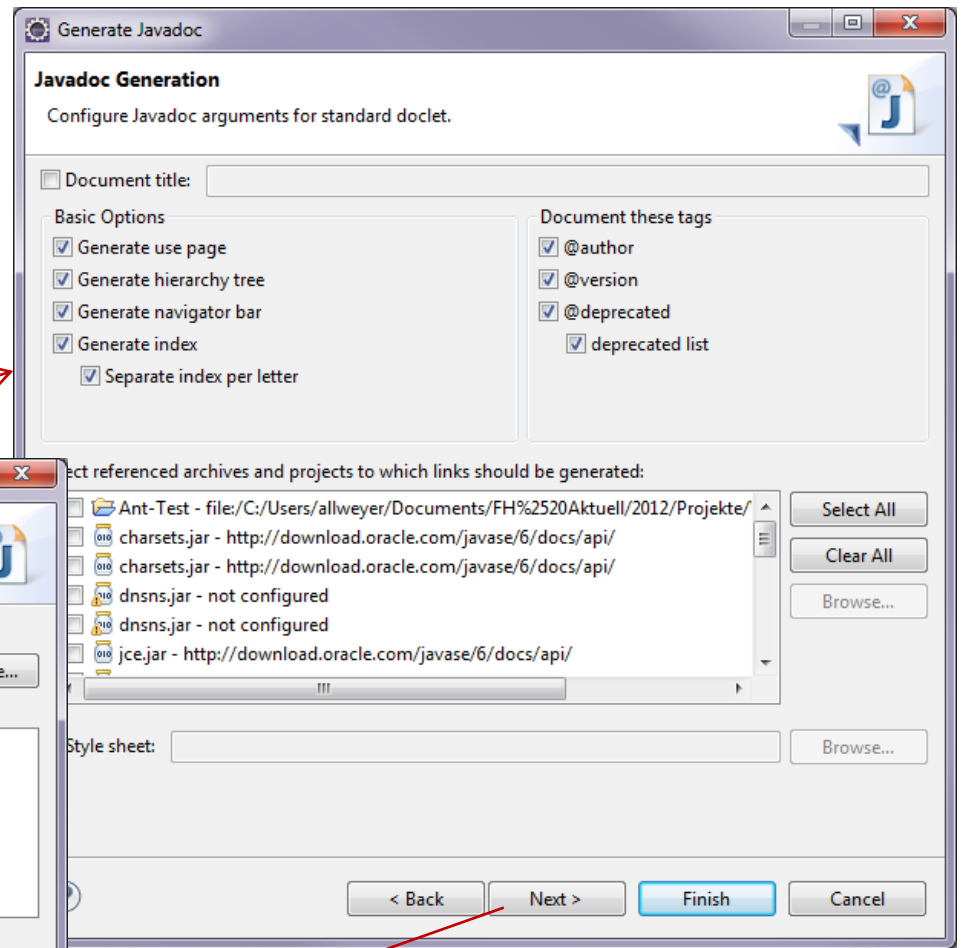 Generate Javadoc
Javadoc Generation
Configure Javadoc arguments for standard doclet.
Document title:
Basic Options
Generate use page
Generate hierarchy tree
Generate navigator bar
Generate index
Separate index per letter
Document these tags
@author
@version
@deprecated
deprecated list
ect referenced archives and projects to which links should be generated:
Ant-Test - file:/C:/Users/allweyer/Documents/FH%2520Aktuell/2012/Projekte/
charsets.jar - http://download.oracle.com/javase/6/docs/api/
charsets.jar - http://download.oracle.com/javase/6/docs/api/
dnsns.jar - not configured
dnsns.jar - not configured
jce.jar - http://download.oracle.com/javase/6/docs/api/
Select All
Clear All
Browse...
e...
Style sheet:
Browse...
< Back
Next >
Finish
Cancel